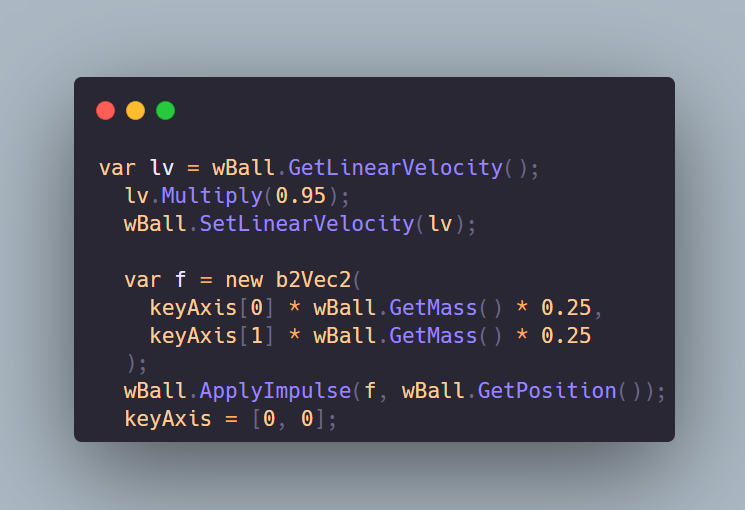 var lv = wBall.GetLinearVelocity();
  lv.Multiply(0.95);
  wBall.SetLinearVelocity(lv);

  var f = new b2Vec2(
    keyAxis[0] * wBall.GetMass() * 0.25,
    keyAxis[1] * wBall.GetMass() * 0.25
  );
  wBall.ApplyImpulse(f, wBall.GetPosition());
  keyAxis = [0, 0];